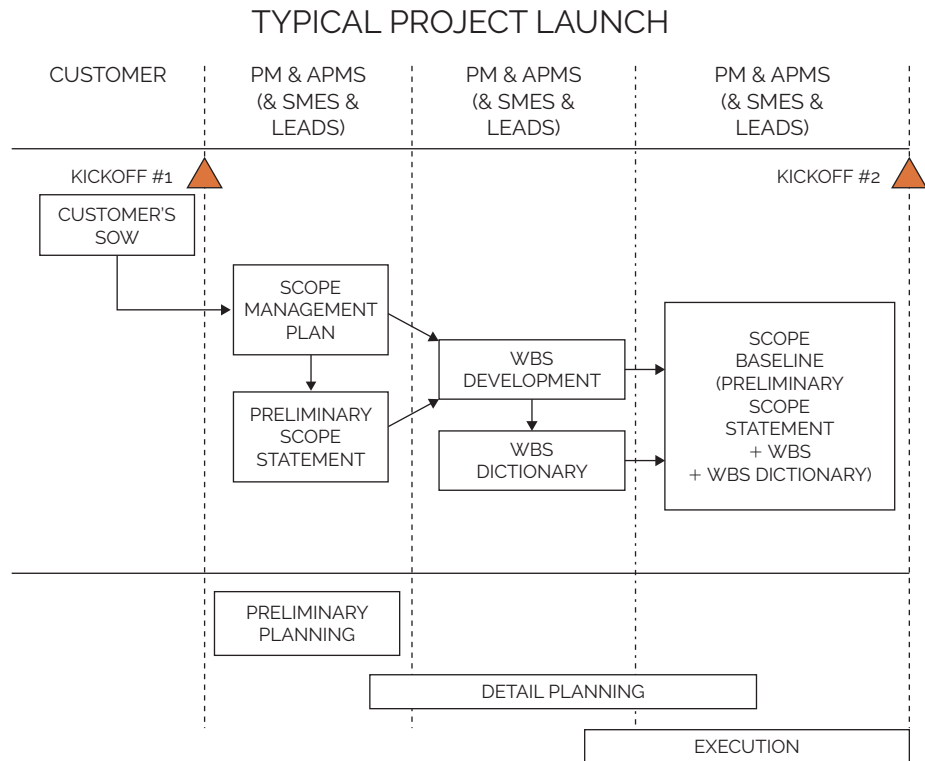 TYPICAL PROJECT LAUNCH
CUSTOMER
PM & APMS
(& SMES &
LEADS)
PM & APMS
(& SMES &
LEADS)
PM & APMS
(& SMES &
LEADS)
KICKOFF #1
KICKOFF #2
CUSTOMER'S
SOW
SCOPE
MANAGEMENT
PLAN
PRELIMINARY
SCOPE
STATEMENT
WBS
DEVELOPMENT
WBS
DICTIONARY
SCOPE
BASELINE
(PRELIMINARY
SCOPE
STATEMENT
+ WBS
+ WBS DICTIONARY)
PRELIMINARY
PLANNING
DETAIL PLANNING
EXECUTION